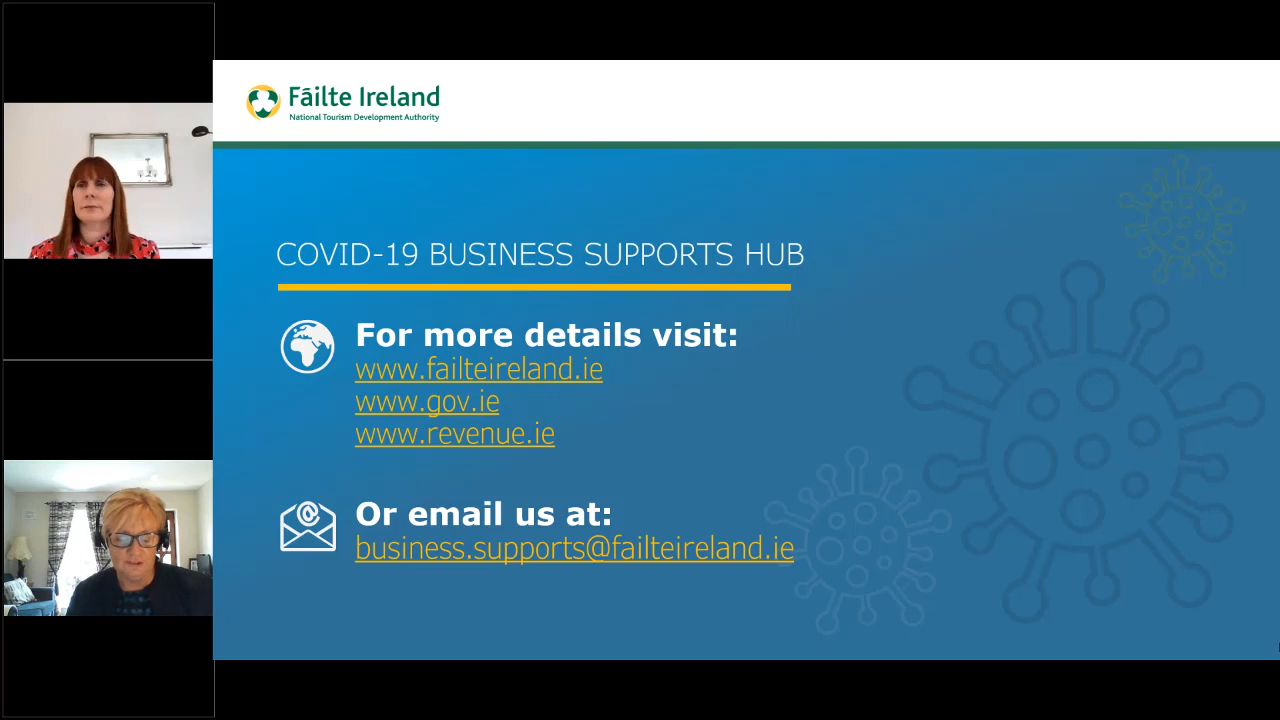 Fáilte Ireland
National Tourism Development Authority
COVID-19 BUSINESS SUPPORTS HUB
For more details visit:
www.failteireland.ie
www.gov.ie
www.revenue.ie
Or email us at:
business.supports@failteireland.ie